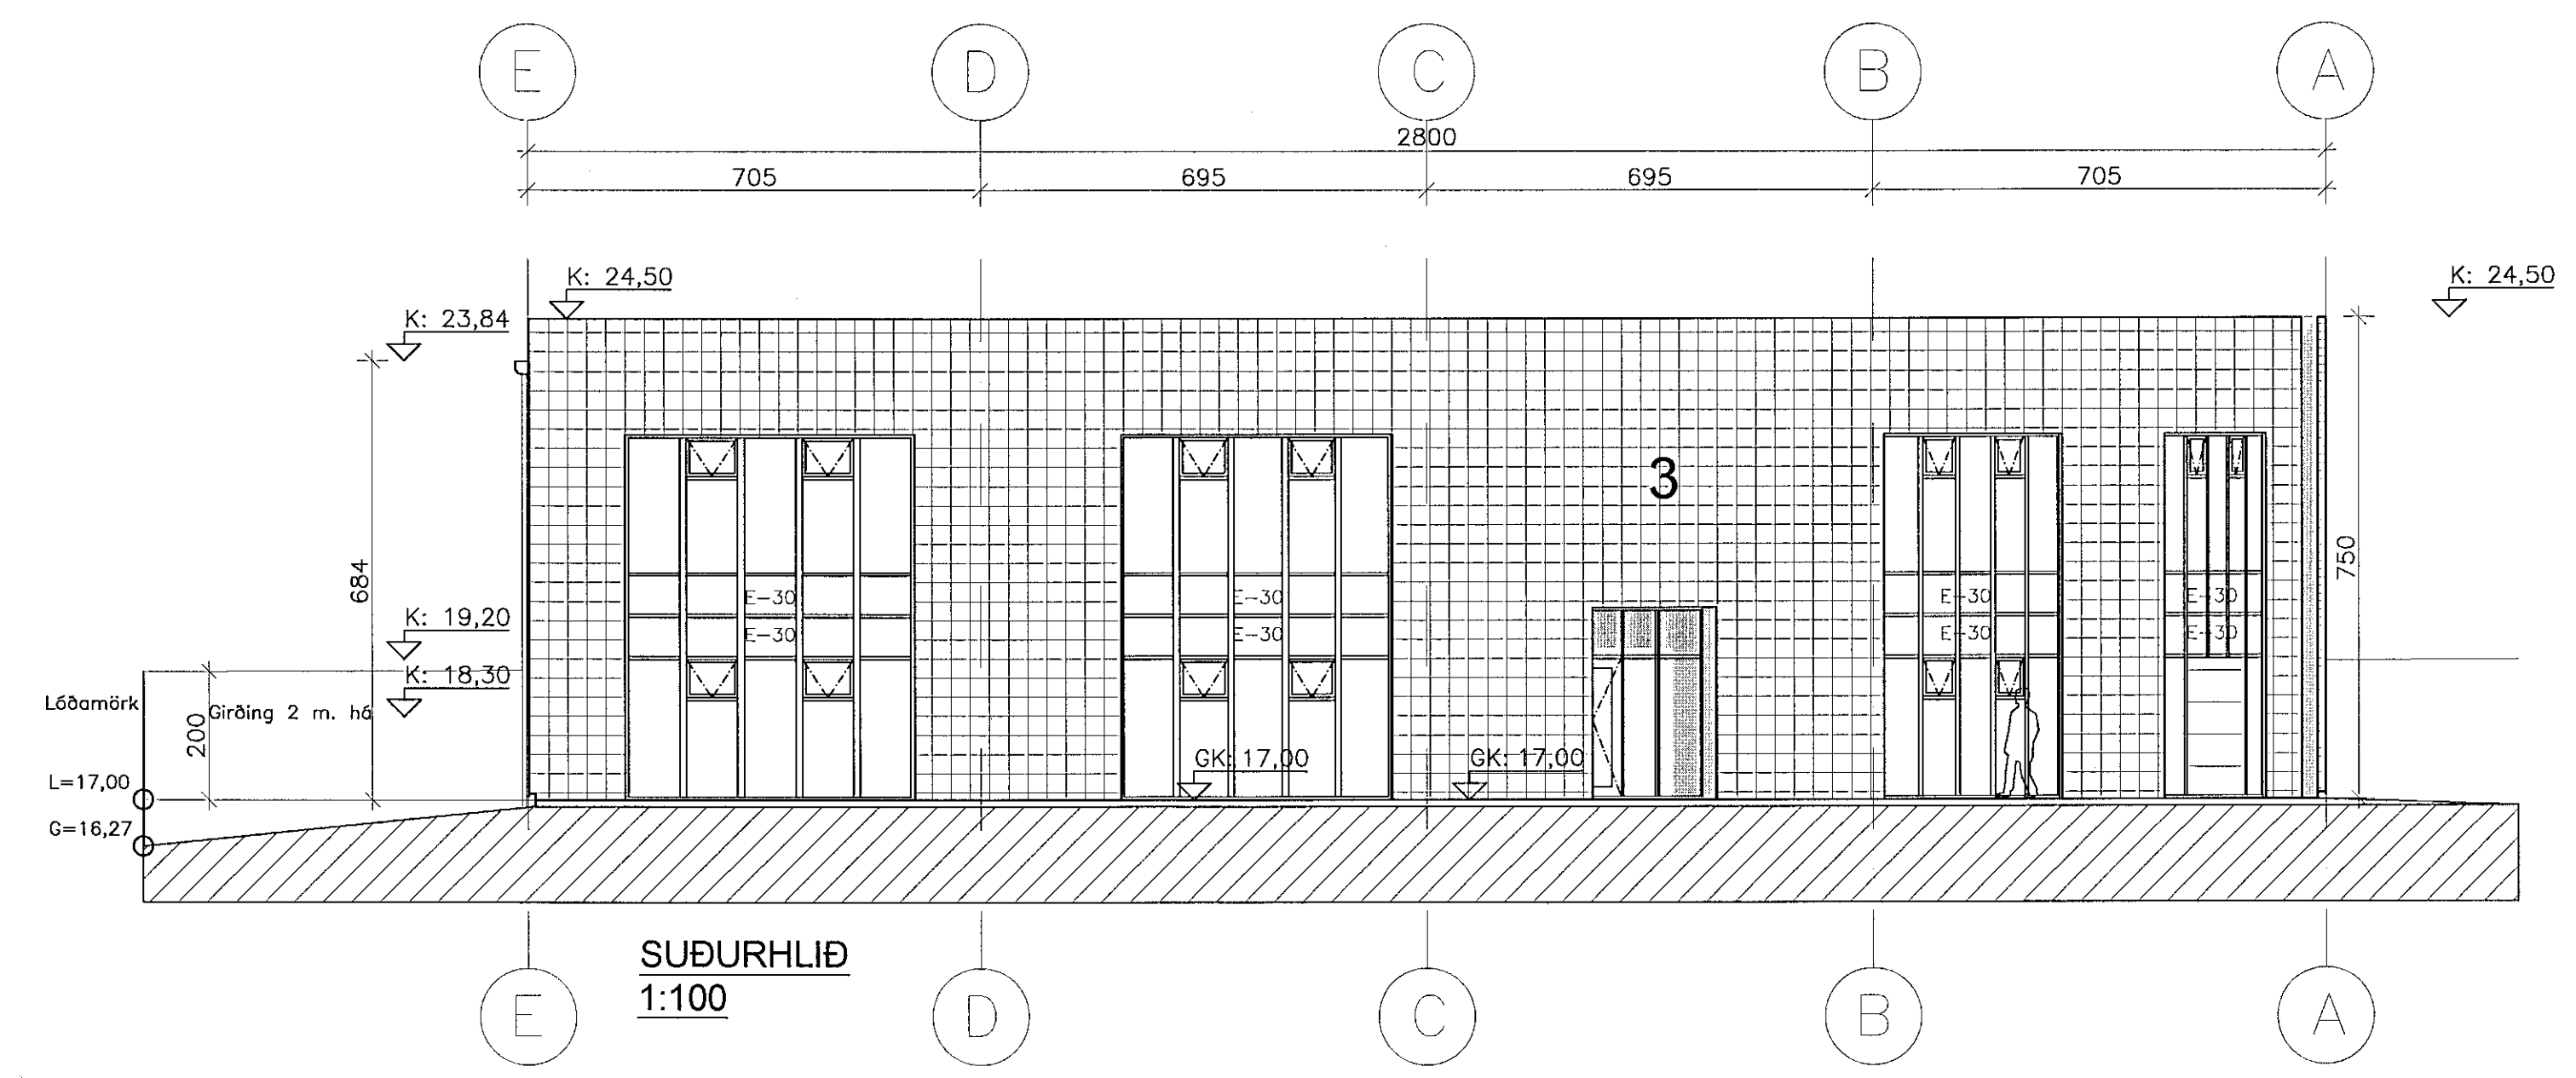 E D C B A
2800
705 695 695 705
K: 24,50
K: 24,50
K: 23,84
3
684
750
E-30 E-30 E-30 E-30
K: 19,20
E-30 E-30 E-30 E-30
K: 18,30
Lóðamörk
200
Girðing 2 m. há
GK: 17,00 GK: 17,00
L=17,00
G=16,27
SUÐURHLIÐ
1:100
E D C B A